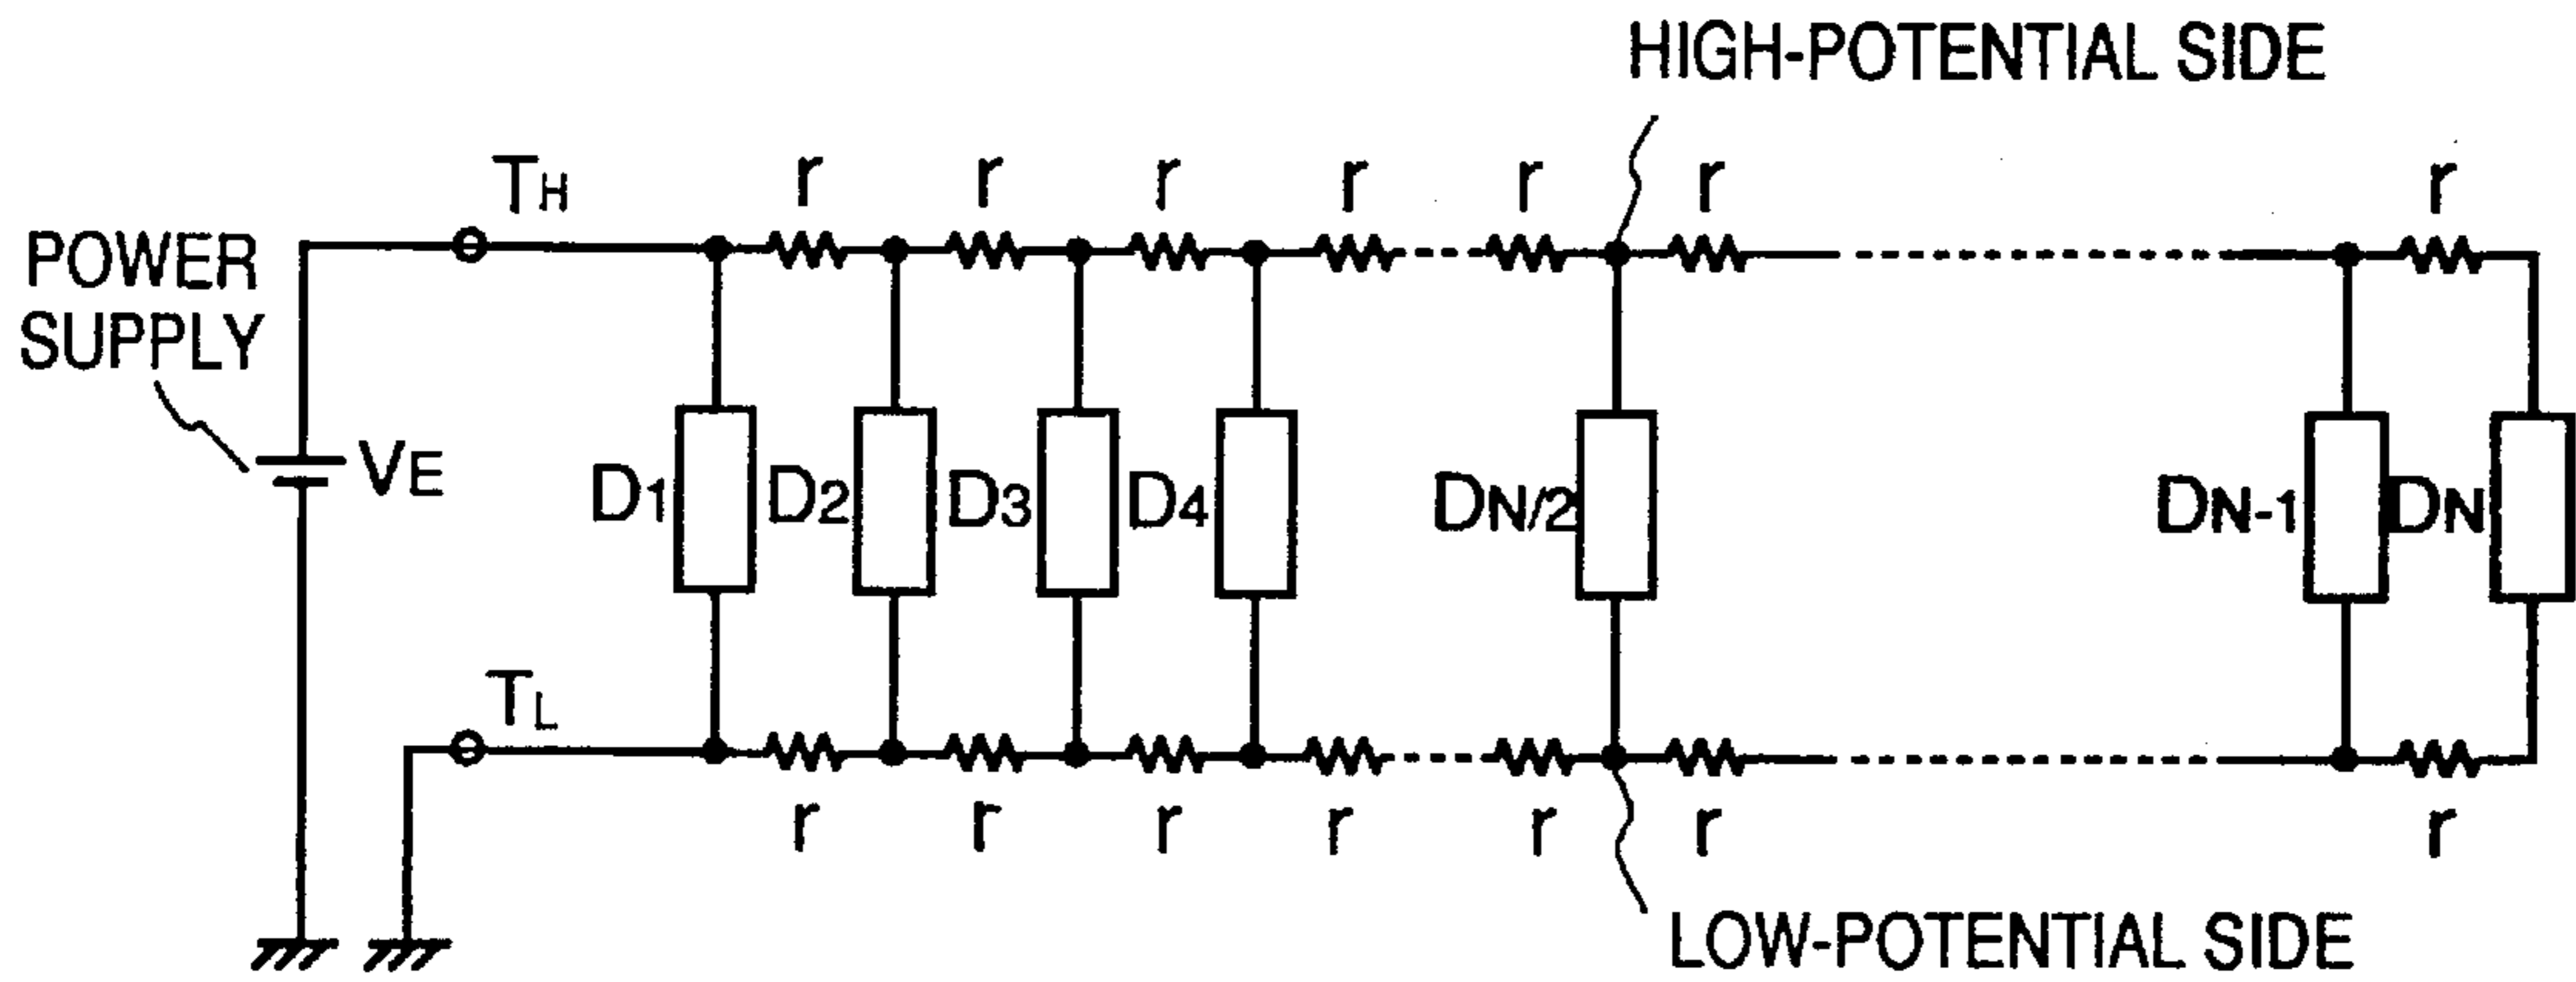 HIGH-POTENTIAL SIDE
TH
r r r r r r r
POWER
SUPPLY
VE
D1 D2 D3 D4 DN/2 DN-1 DN
TL
r r r r r r r
LOW-POTENTIAL SIDE